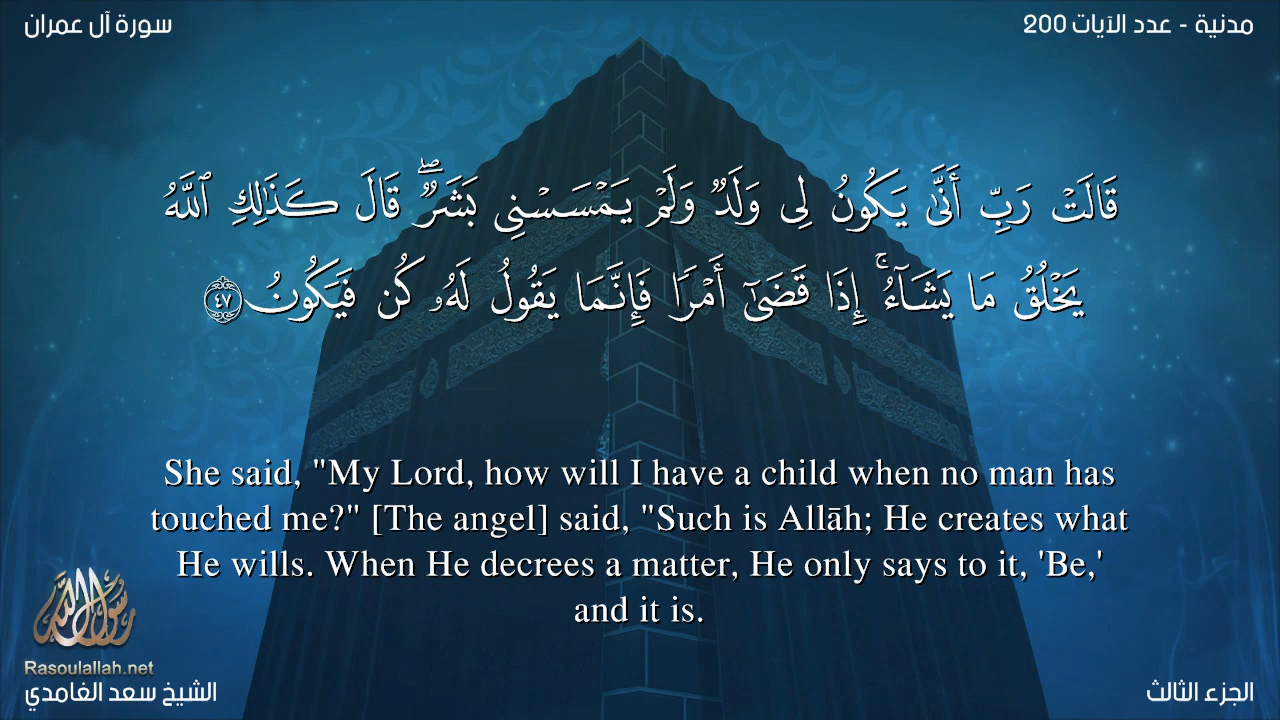 سورة آل عمران
مدنية - عدد الآيات 200
قَالَتْ رَبِّ أَنَّىٰ يَكُونُ لِى وَلَدٌ وَلَمْ يَمْسَسْنِى بَشَرٌ ۖ قَالَ كَذَٰلِكِ ٱللَّهُ
يَخْلُقُ مَا يَشَآءُ ۚ إِذَا قَضَىٰٓ أَمْرًا فَإِنَّمَا يَقُولُ لَهُۥ كُن فَيَكُونُ ٤٧
She said, "My Lord, how will I have a child when no man has
touched me?" [The angel] said, "Such is Allāh; He creates what
He wills. When He decrees a matter, He only says to it, 'Be,'
and it is.
رسول الله
Rasoulallah.net
الشيخ سعد الغامدي
الجزء الثالث